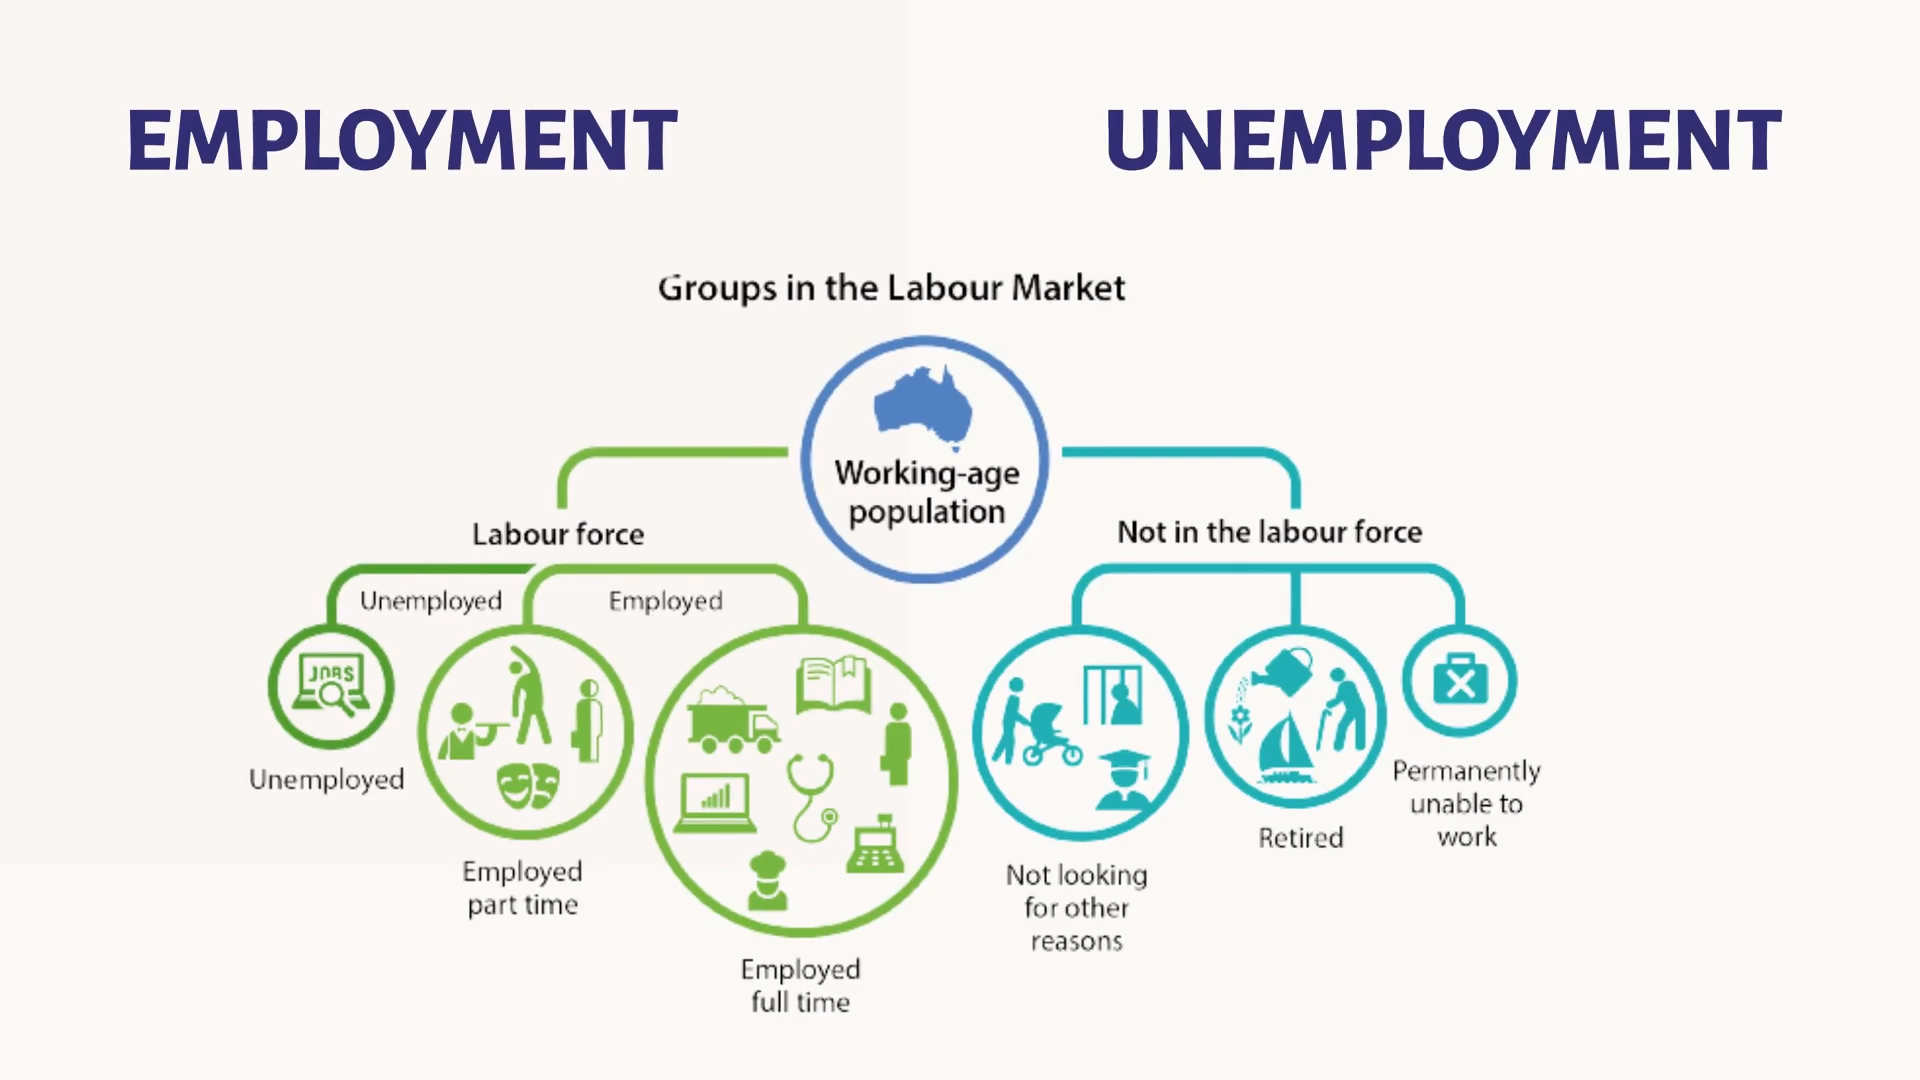 EMPLOYMENT
UNEMPLOYMENT
Groups in the Labour Market
Working-age
population
Labour force
Not in the labour force
Unemployed
Employed
JOBS
Unemployed
Employed
part time
Employed
full time
Not looking
for other
reasons
Retired
Permanently
unable to
work